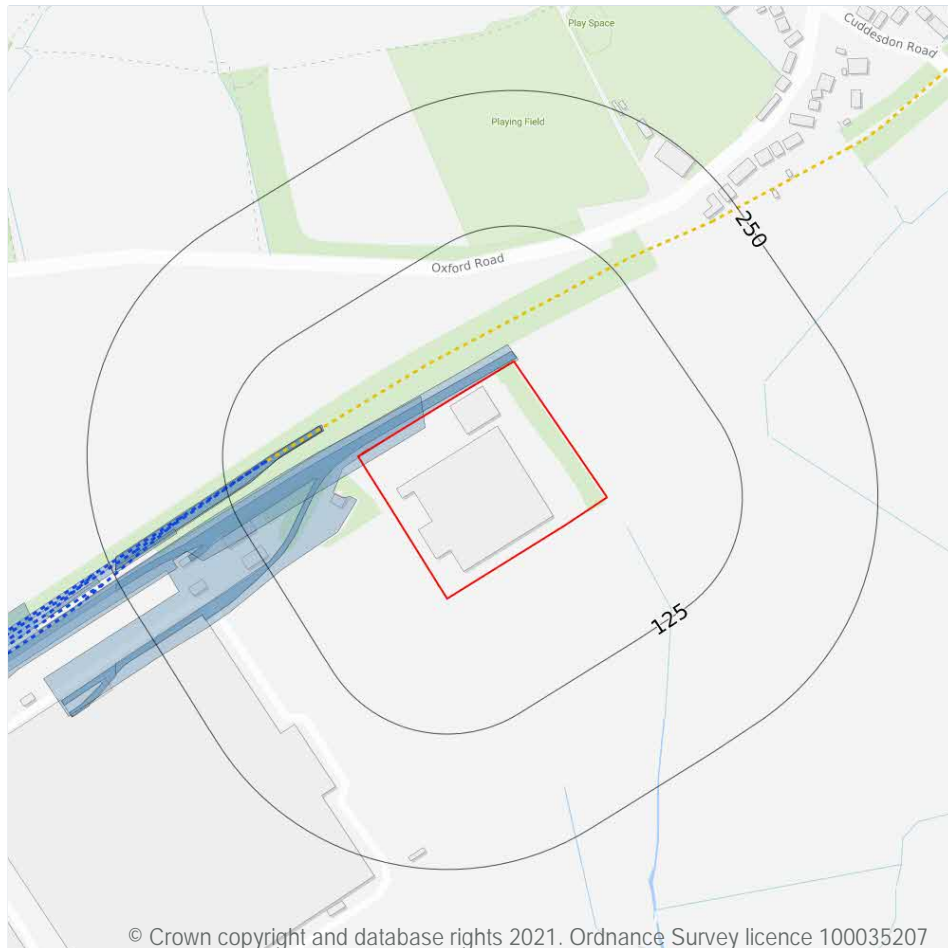 Play Space
Cuddesdon Road
Playing Field
250
Oxford Road
125
© Crown copyright and database rights 2021. Ordnance Survey licence 100035207